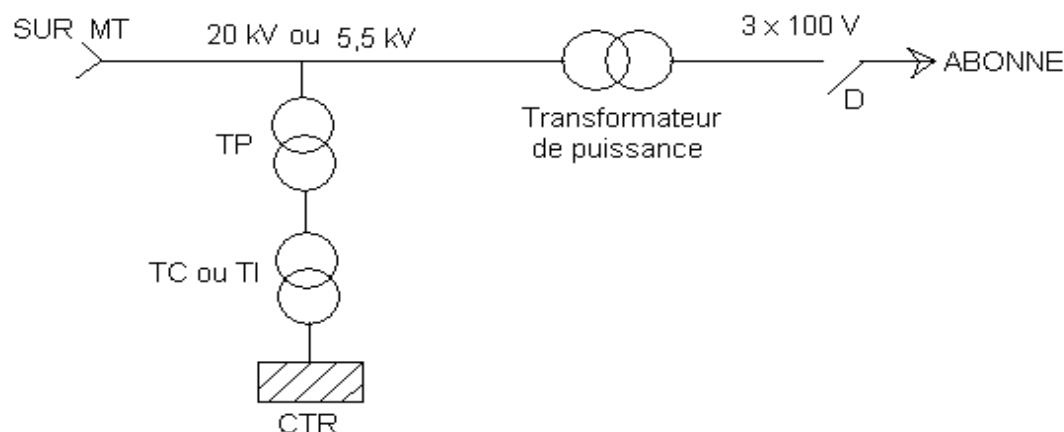 SUR MT
20 kV ou 5,5 kV
3 x 100 V
ABONNE
D
Transformateur
de puissance
TP
TC ou TI
CTR